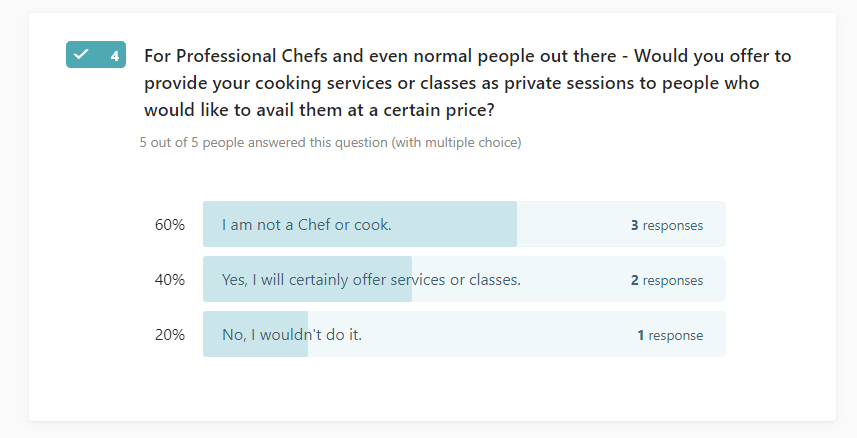 4
For Professional Chefs and even normal people out there - Would you offer to
provide your cooking services or classes as private sessions to people who
would like to avail them at a certain price?
5 out of 5 people answered this question (with multiple choice)
60% I am not a Chef or cook. 3 responses
40% Yes, I will certainly offer services or classes. 2 responses
20% No, I wouldn't do it. 1 response